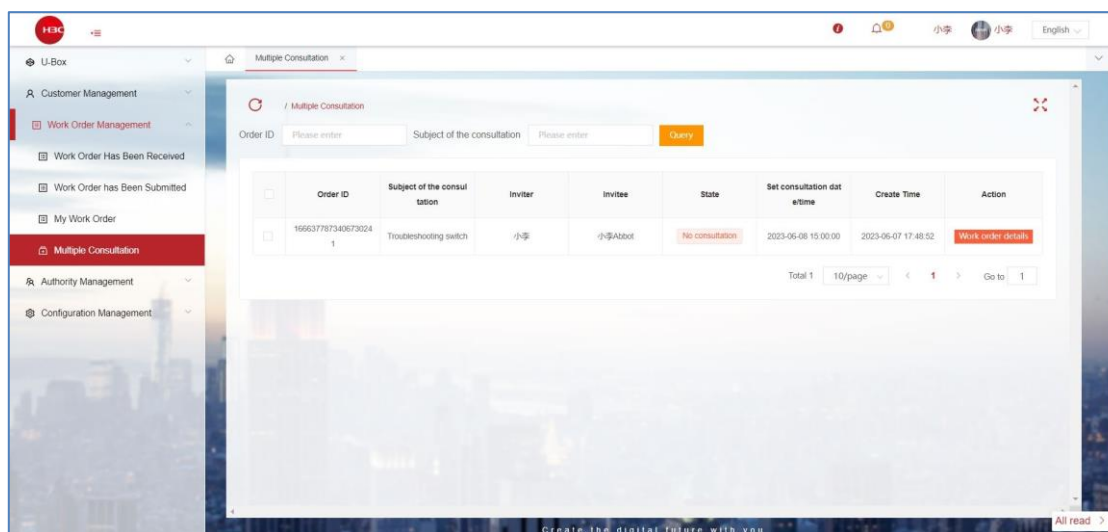 H3C
小李
小李
English
U-Box
Multiple Consultation ×
Customer Management
/ Multiple Consultation
Work Order Management
Order ID Please enter Subject of the consultation Please enter Query
Work Order Has Been Received
Work Order has Been Submitted
Order ID Subject of the consul
tation Inviter Invitee State Set consultation dat
e/time Create Time Action
My Work Order
166637787340673024
1 Troubleshooting switch 小李 小李Abbot No consultation 2023-06-08 15:00:00 2023-06-07 17:48:52 Work order details
Multiple Consultation
Total 1 10/page < 1 > Go to 1
Authority Management
Configuration Management
Create the digital future with you
All read >